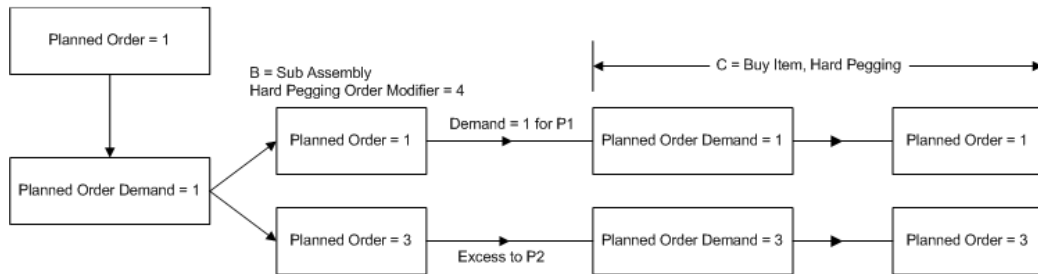 Planned Order = 1
B = Sub Assembly
Hard Pegging Order Modifier = 4
C = Buy Item, Hard Pegging
Planned Order Demand = 1
Planned Order = 1
Demand = 1 for P1
Planned Order Demand = 1
Planned Order = 1
Planned Order = 3
Excess to P2
Planned Order Demand = 3
Planned Order = 3